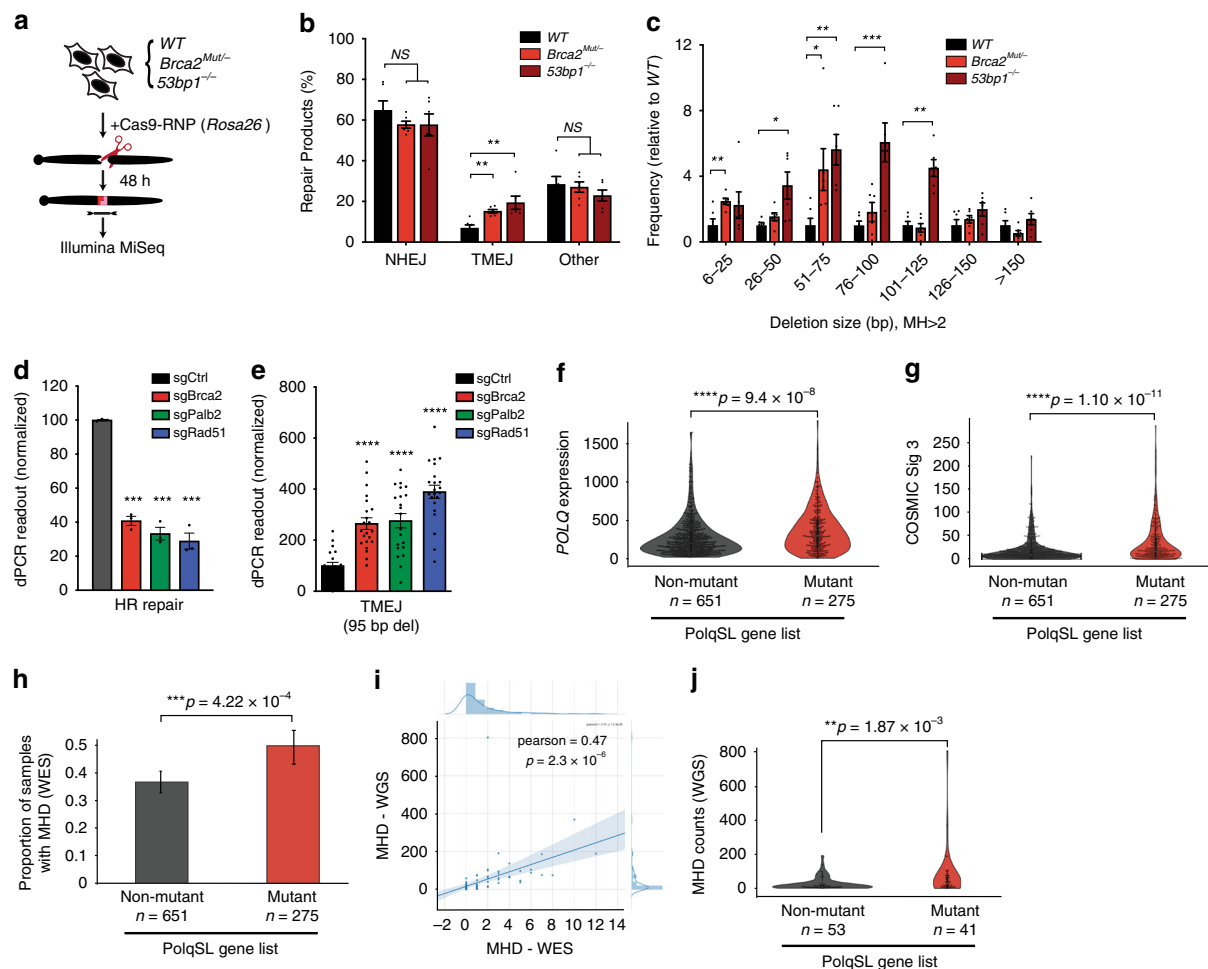 a
WT
Brca2^Mut/–
53bp1^–/–
+Cas9-RNP (Rosa26)
48 h
Illumina MiSeq
b
Repair Products (%)
100
80
60
40
20
0
NS
**
**
NS
WT
Brca2^Mut/–
53bp1^–/–
NHEJ
TMEJ
Other
c
Frequency (relative to WT)
12
8
4
0
**
*
**
*
***
**
WT
Brca2^Mut/–
53bp1^–/–
6–25
26–50
51–75
76–100
101–125
126–150
>150
Deletion size (bp), MH>2
d
dPCR readout (normalized)
120
100
80
60
40
20
0
*** *** ***
sgCtrl
sgBrca2
sgPalb2
sgRad51
HR repair
e
dPCR readout (normalized)
800
600
400
200
0
****
****
****
sgCtrl
sgBrca2
sgPalb2
sgRad51
TMEJ
(95 bp del)
f
****p = 9.4 × 10^–8
POLQ expression
1500
1000
500
0
Non-mutant
n = 651
Mutant
n = 275
PolqSL gene list
g
****p = 1.10 × 10^–11
COSMIC Sig 3
250
200
150
100
50
0
Non-mutan
n = 651
Mutant
n = 275
PolqSL gene list
h
***p = 4.22 × 10^–4
Proportion of samples
with MHD (WES)
0.5
0.4
0.3
0.2
0.1
0
Non-mutant
n = 651
Mutant
n = 275
PolqSL gene list
i
pearson = 0.47
p = 2.3 × 10^–6
MHD - WGS
800
600
400
200
0
–2 0 2 4 6 8 10 12 14
MHD - WES
j
**p = 1.87 × 10^–3
MHD counts (WGS)
800
600
400
200
0
Non-mutant
n = 53
Mutant
n = 41
PolqSL gene list